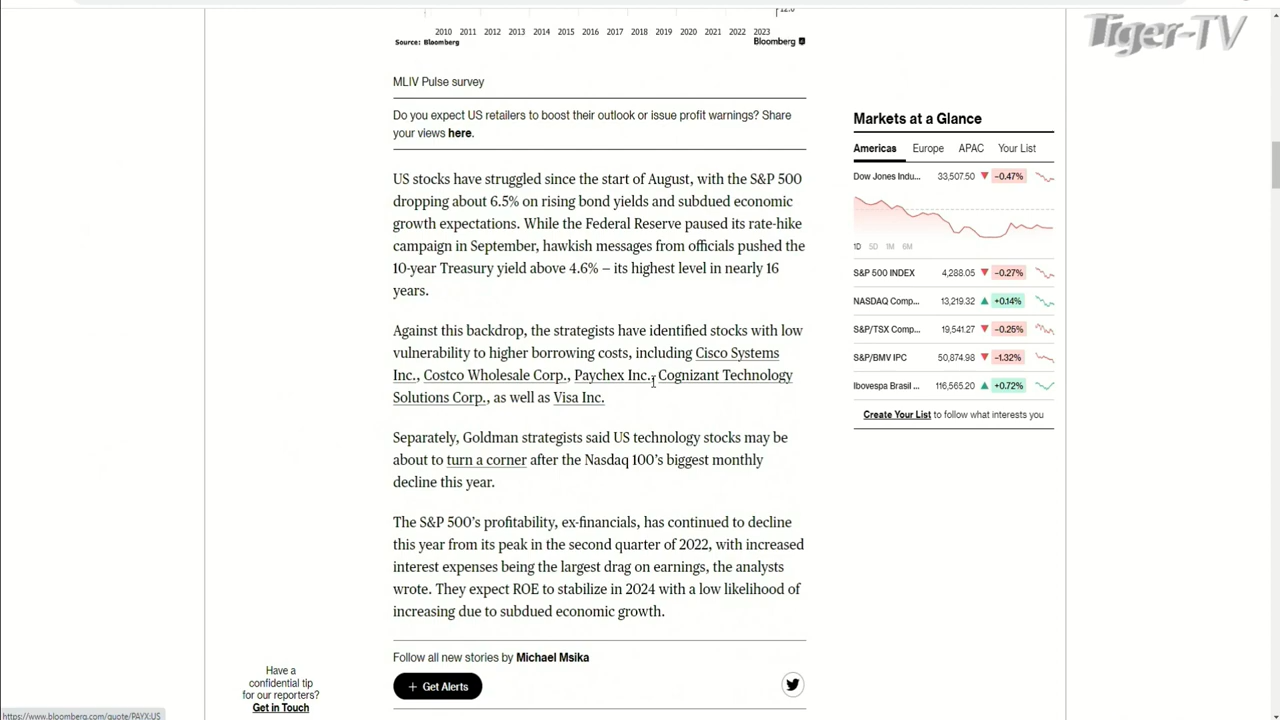 12.0
Tiger-TV
2010 2011 2012 2013 2014 2015 2016 2017 2018 2019 2020 2021 2022 2023
Source: Bloomberg
Bloomberg
MLIV Pulse survey
Do you expect US retailers to boost their outlook or issue profit warnings? Share
your views here.
US stocks have struggled since the start of August, with the S&P 500
dropping about 6.5% on rising bond yields and subdued economic
growth expectations. While the Federal Reserve paused its rate-hike
campaign in September, hawkish messages from officials pushed the
10-year Treasury yield above 4.6% – its highest level in nearly 16
years.
Against this backdrop, the strategists have identified stocks with low
vulnerability to higher borrowing costs, including Cisco Systems
Inc., Costco Wholesale Corp., Paychex Inc., Cognizant Technology
Solutions Corp., as well as Visa Inc.
Separately, Goldman strategists said US technology stocks may be
about to turn a corner after the Nasdaq 100's biggest monthly
decline this year.
The S&P 500's profitability, ex-financials, has continued to decline
this year from its peak in the second quarter of 2022, with increased
interest expenses being the largest drag on earnings, the analysts
wrote. They expect ROE to stabilize in 2024 with a low likelihood of
increasing due to subdued economic growth.
Follow all new stories by Michael Msika
+ Get Alerts
Have a
confidential tip
for our reporters?
Get in Touch
Markets at a Glance
Americas Europe APAC Your List
Dow Jones Indu... 33,507.50 ▼ -0.47%
1D 5D 1M 6M
S&P 500 INDEX 4,288.05 ▼ -0.27%
NASDAQ Comp... 13,219.32 ▲ +0.14%
S&P/TSX Comp... 19,541.27 ▼ -0.25%
S&P/BMV IPC 50,874.98 ▼ -1.32%
Ibovespa Brasil ... 116,565.20 ▲ +0.72%
Create Your List to follow what interests you
https://www.bloomberg.com/quote/PAYX:US